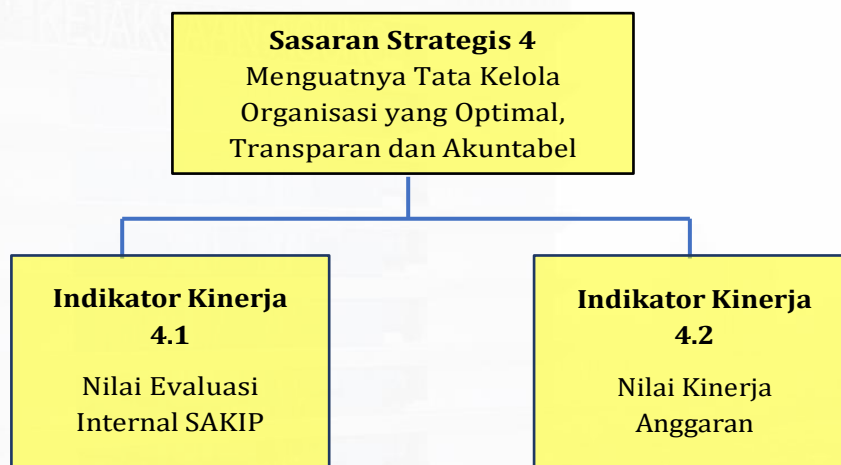 Sasaran Strategis 4
Menguatnya Tata Kelola
Organisasi yang Optimal,
Transparan dan Akuntabel
Indikator Kinerja
4.1
Nilai Evaluasi
Internal SAKIP
Indikator Kinerja
4.2
Nilai Kinerja
Anggaran